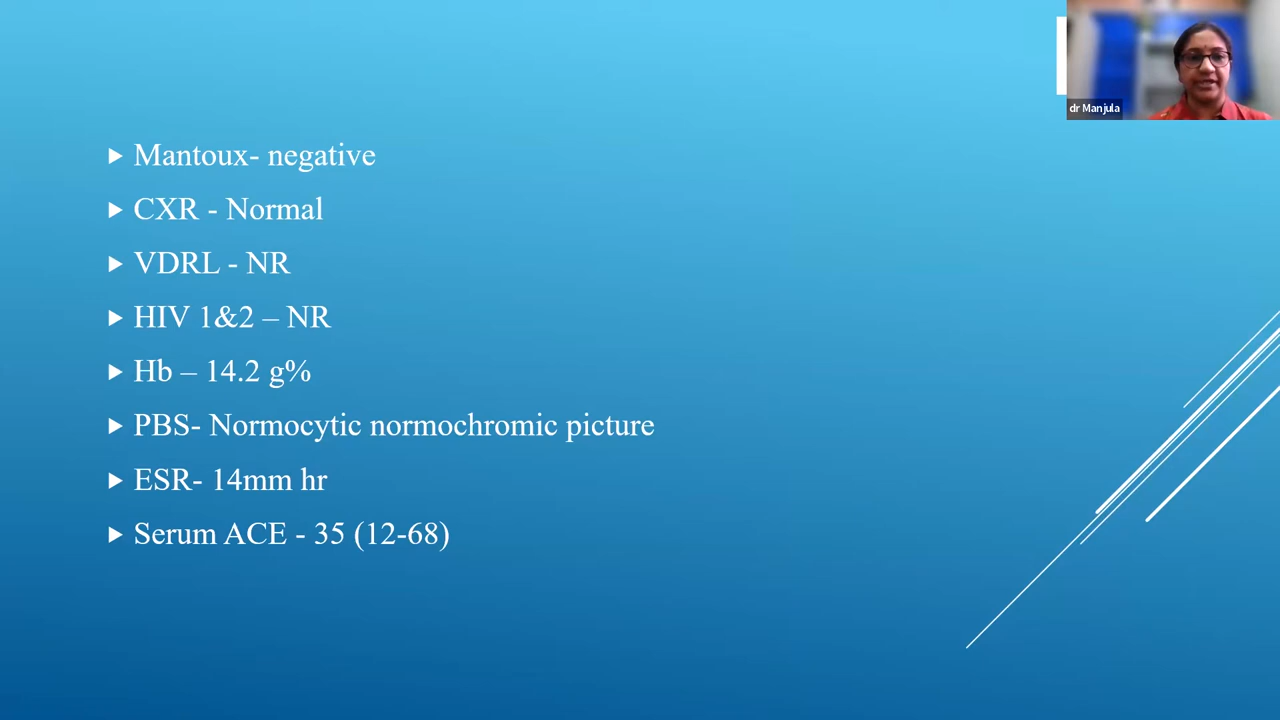 dr Manjula
Mantoux- negative
CXR - Normal
VDRL - NR
HIV 1&2 – NR
Hb – 14.2 g%
PBS- Normocytic normochromic picture
ESR- 14mm hr
Serum ACE - 35 (12-68)